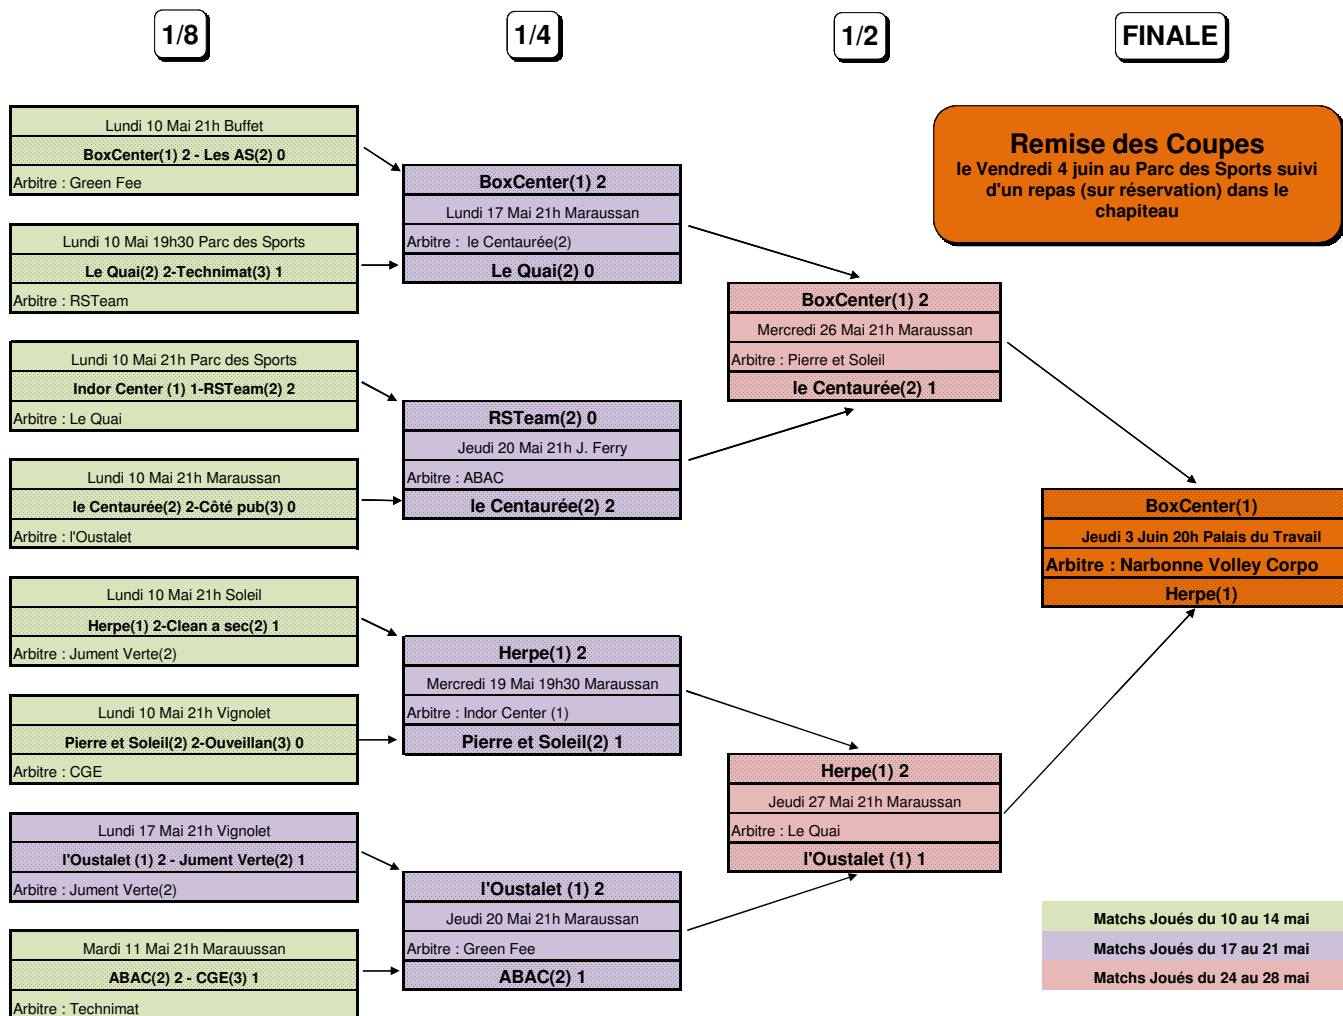 1/8
1/4
1/2
FINALE
Lundi 10 Mai 21h Buffet
BoxCenter(1) 2 - Les AS(2) 0
Arbitre : Green Fee
Lundi 10 Mai 19h30 Parc des Sports
Le Quai(2) 2-Technimat(3) 1
Arbitre : RSTeam
Lundi 10 Mai 21h Parc des Sports
Indor Center (1) 1-RSTeam(2) 2
Arbitre : Le Quai
Lundi 10 Mai 21h Maraussan
le Centaurée(2) 2-Côté pub(3) 0
Arbitre : l'Oustalet
Lundi 10 Mai 21h Soleil
Herpe(1) 2-Clean a sec(2) 1
Arbitre : Jument Verte(2)
Lundi 10 Mai 21h Vignolet
Pierre et Soleil(2) 2-Ouveillan(3) 0
Arbitre : CGE
Lundi 17 Mai 21h Vignolet
l'Oustalet (1) 2 - Jument Verte(2) 1
Arbitre : Jument Verte(2)
Mardi 11 Mai 21h Marauussan
ABAC(2) 2 - CGE(3) 1
Arbitre : Technimat
BoxCenter(1) 2
Lundi 17 Mai 21h Maraussan
Arbitre : le Centaurée(2)
Le Quai(2) 0
RSTeam(2) 0
Jeudi 20 Mai 21h J. Ferry
Arbitre : ABAC
le Centaurée(2) 2
Herpe(1) 2
Mercredi 19 Mai 19h30 Maraussan
Arbitre : Indor Center (1)
Pierre et Soleil(2) 1
l'Oustalet (1) 2
Jeudi 20 Mai 21h Maraussan
Arbitre : Green Fee
ABAC(2) 1
BoxCenter(1) 2
Mercredi 26 Mai 21h Maraussan
Arbitre : Pierre et Soleil
le Centaurée(2) 1
Herpe(1) 2
Jeudi 27 Mai 21h Maraussan
Arbitre : Le Quai
l'Oustalet (1) 1
Remise des Coupes
le Vendredi 4 juin au Parc des Sports suivi
d'un repas (sur réservation) dans le
chapiteau
BoxCenter(1)
Jeudi 3 Juin 20h Palais du Travail
Arbitre : Narbonne Volley Corpo
Herpe(1)
Matchs Joués du 10 au 14 mai
Matchs Joués du 17 au 21 mai
Matchs Joués du 24 au 28 mai